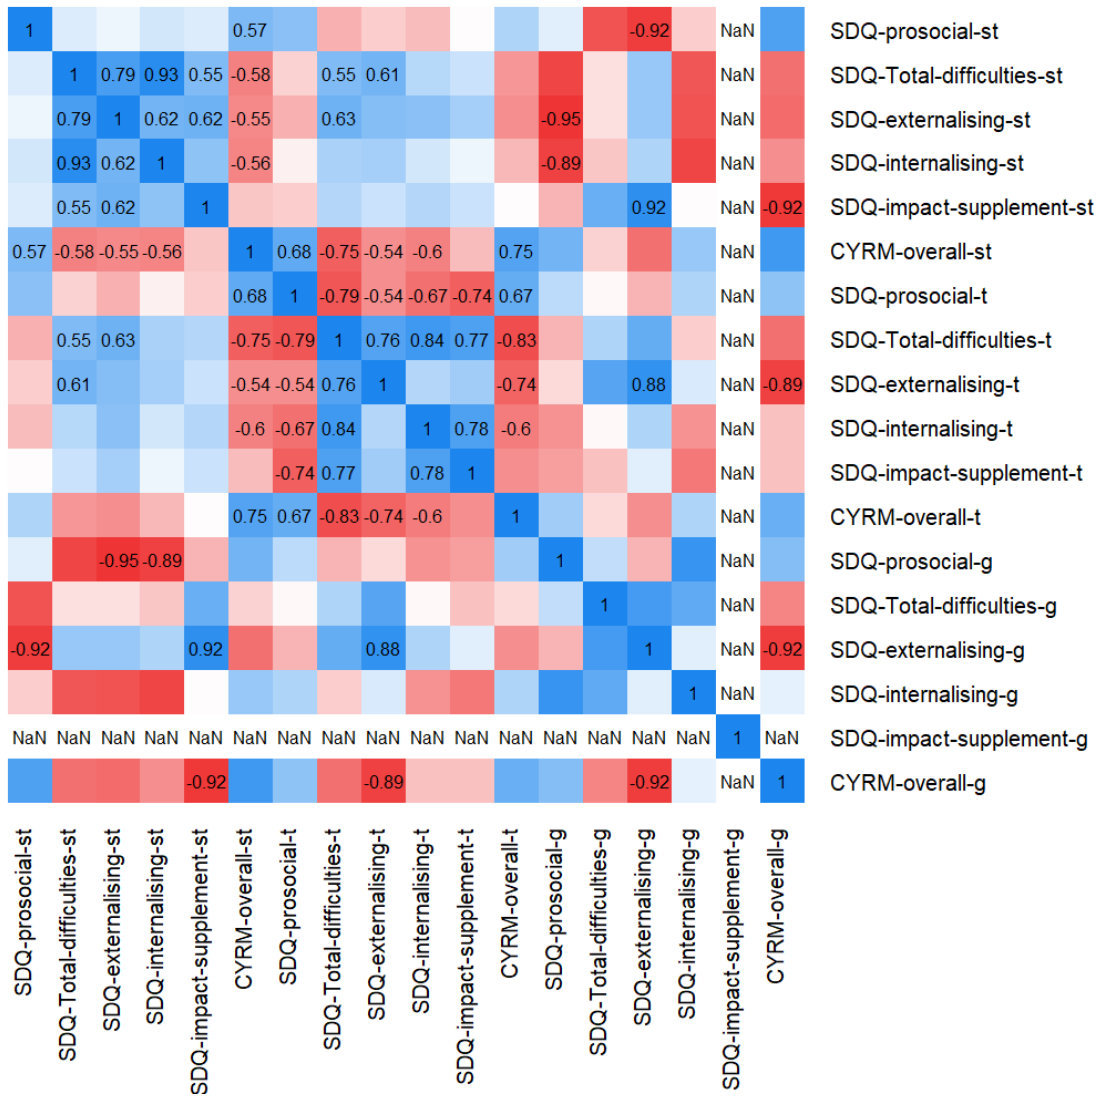 1 0.57 -0.92 NaN SDQ-prosocial-st
1 0.79 0.93 0.55 -0.58 0.55 0.61 NaN SDQ-Total-difficulties-st
0.79 1 0.62 0.62 -0.55 0.63 -0.95 NaN SDQ-externalising-st
0.93 0.62 1 -0.56 -0.89 NaN SDQ-internalising-st
0.55 0.62 1 0.92 NaN -0.92 SDQ-impact-supplement-st
0.57 -0.58 -0.55 -0.56 1 0.68 -0.75 -0.54 -0.6 0.75 NaN CYRM-overall-st
0.68 1 -0.79 -0.54 -0.67 -0.74 0.67 NaN SDQ-prosocial-t
0.55 0.63 -0.75 -0.79 1 0.76 0.84 0.77 -0.83 NaN SDQ-Total-difficulties-t
0.61 -0.54 -0.54 0.76 1 -0.74 0.88 NaN -0.89 SDQ-externalising-t
-0.6 -0.67 0.84 1 0.78 -0.6 NaN SDQ-internalising-t
-0.74 0.77 0.78 1 NaN SDQ-impact-supplement-t
0.75 0.67 -0.83 -0.74 -0.6 1 NaN CYRM-overall-t
-0.95 -0.89 1 NaN SDQ-prosocial-g
1 NaN SDQ-Total-difficulties-g
-0.92 0.92 0.88 1 NaN -0.92 SDQ-externalising-g
1 NaN SDQ-internalising-g
NaN NaN NaN NaN NaN NaN NaN NaN NaN NaN NaN NaN NaN NaN NaN NaN 1 NaN SDQ-impact-supplement-g
-0.92 -0.89 -0.92 NaN 1 CYRM-overall-g
SDQ-prosocial-st
SDQ-Total-difficulties-st
SDQ-externalising-st
SDQ-internalising-st
SDQ-impact-supplement-st
CYRM-overall-st
SDQ-prosocial-t
SDQ-Total-difficulties-t
SDQ-externalising-t
SDQ-internalising-t
SDQ-impact-supplement-t
CYRM-overall-t
SDQ-prosocial-g
SDQ-Total-difficulties-g
SDQ-externalising-g
SDQ-internalising-g
SDQ-impact-supplement-g
CYRM-overall-g